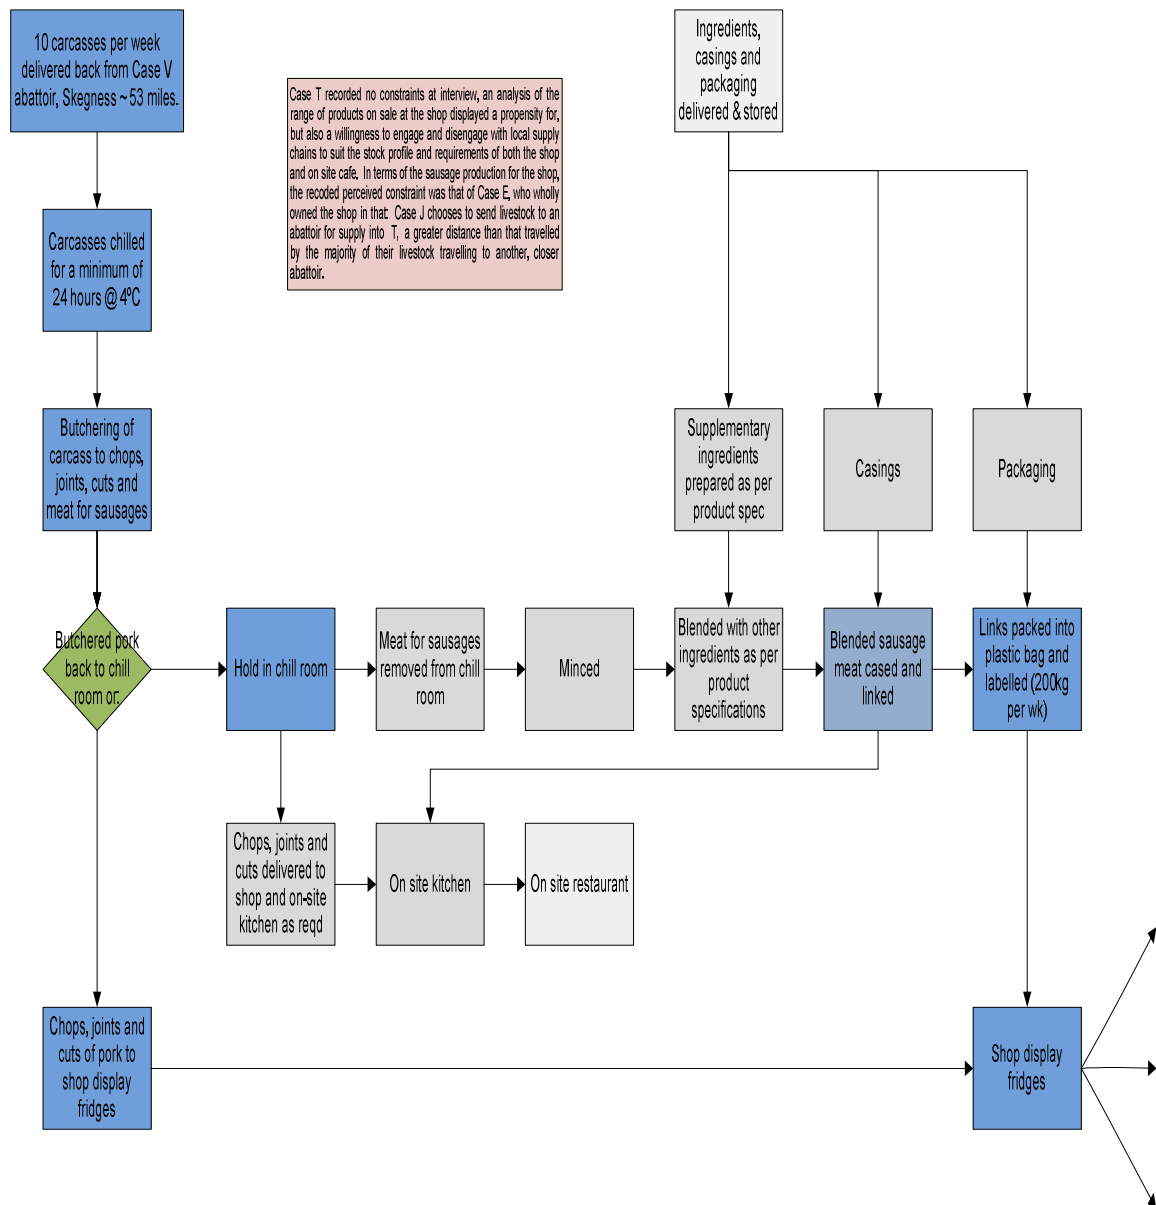 10 carcasses per week
delivered back from Case V
abattoir, Skegness ~ 53 miles.
Ingredients,
casings and
packaging
delivered & stored
Case T recorded no constraints at interview, an analysis of the
range of products on sale at the shop displayed a propensity for,
but also a willingness to engage and disengage with local supply
chains to suit the stock profile and requirements of both the shop
and on site cafe. In terms of the sausage production for the shop,
the recoded perceived constraint was that of Case E, who wholly
owned the shop in that: Case J chooses to send livestock to an
abattoir for supply into T, a greater distance than that travelled
by the majority of their livestock travelling to another, closer
abattoir.
Carcasses chilled
for a minimum of
24 hours @ 4ºC
Butchering of
carcass to chops,
joints, cuts and
meat for sausages
Supplementary
ingredients
prepared as per
product spec
Casings
Packaging
Butchered pork
back to chill
room or:
Hold in chill room
Meat for sausages
removed from chill
room
Minced
Blended with other
ingredients as per
product
specifications
Blended sausage
meat cased and
linked
Links packed into
plastic bag and
labelled (200kg
per wk)
Chops, joints and
cuts delivered to
shop and on-site
kitchen as reqd
On site kitchen
On site restaurant
Chops, joints and
cuts of pork to
shop display
fridges
Shop display
fridges